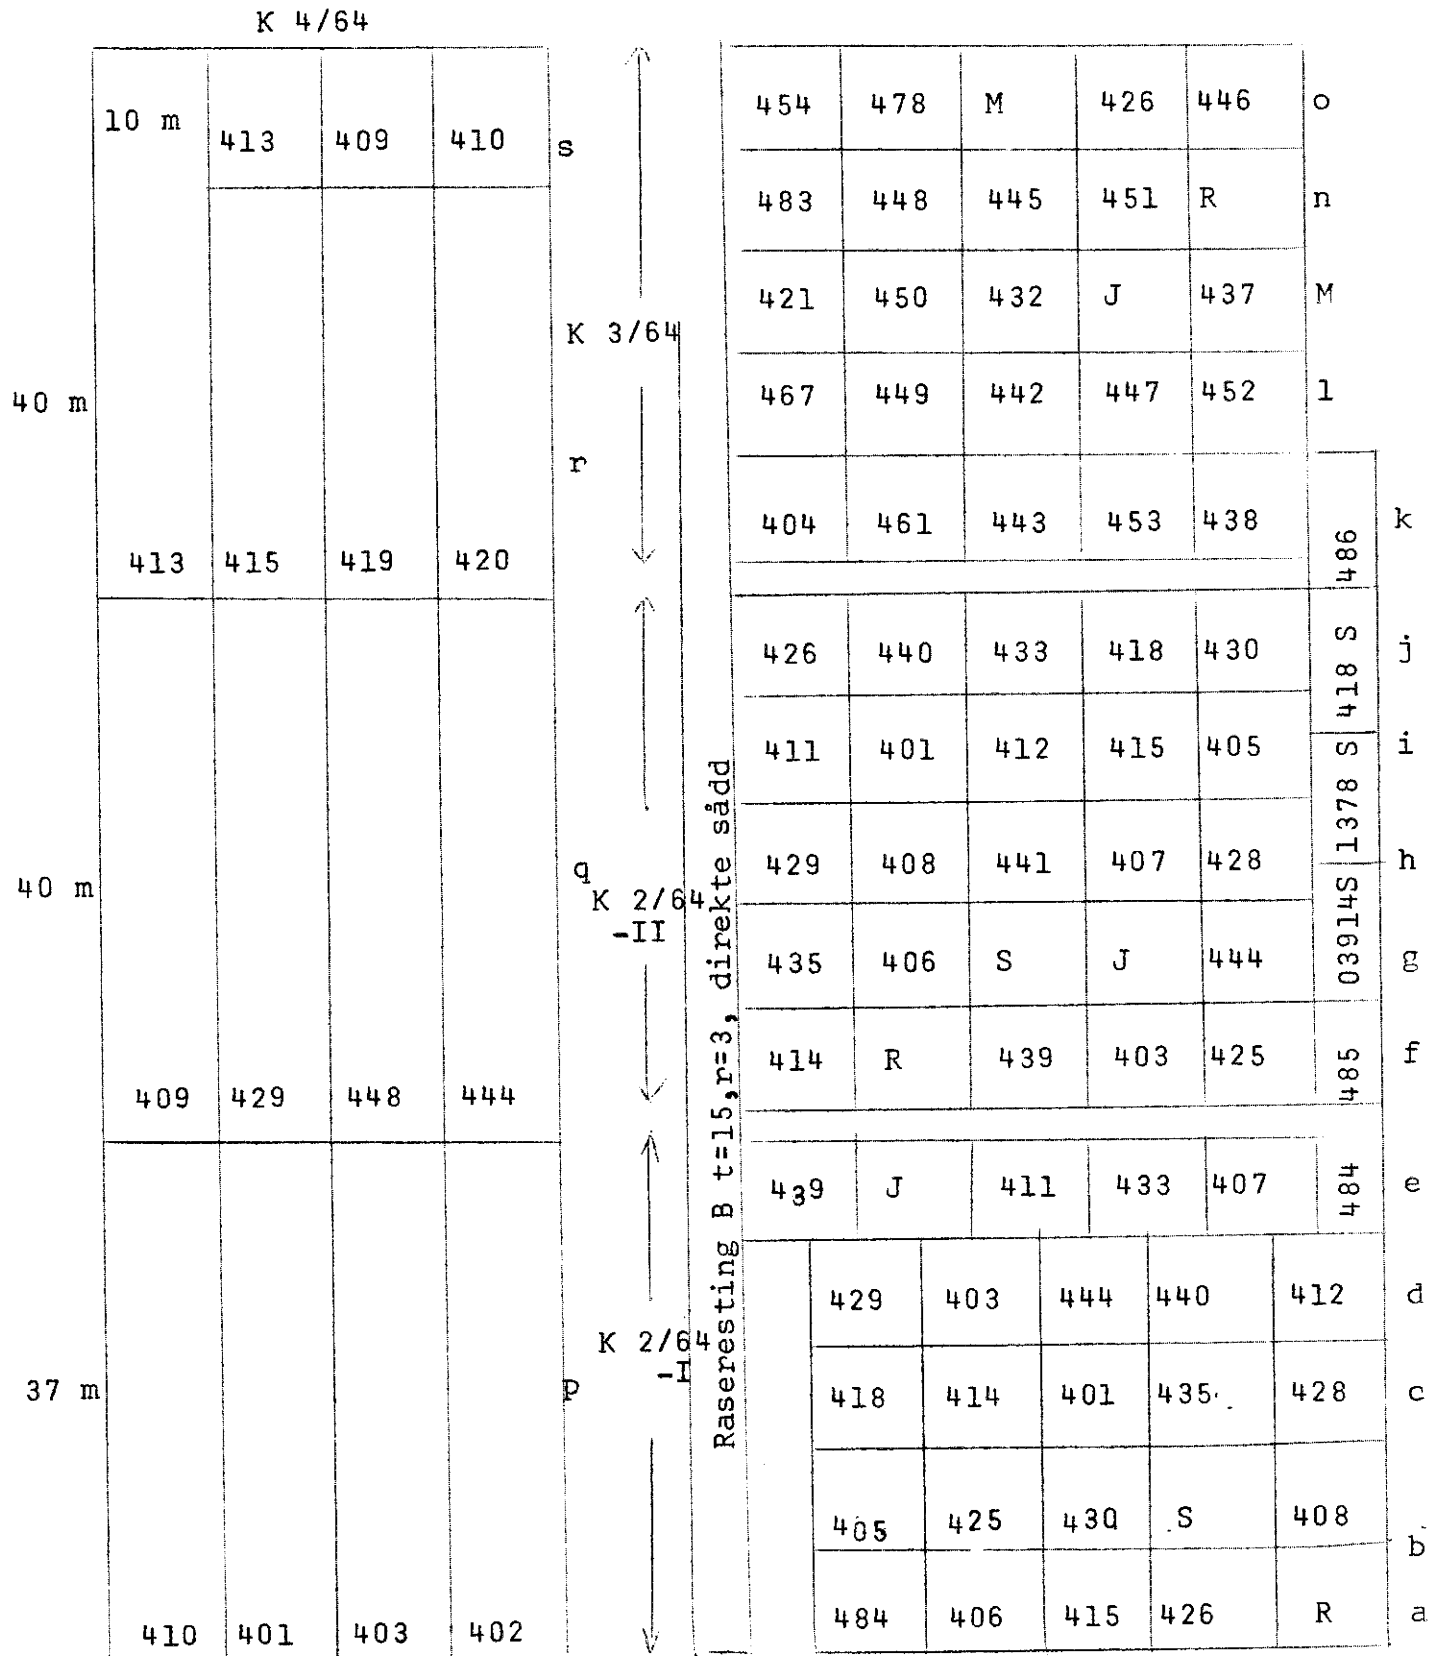 K 4/64
10 m 413 409 410 s
40 m
r
413 415 419 420
40 m
q
409 429 448 444
37 m
p
410 401 403 402
K 3/64
K 2/64
-II
K 2/64
-I
Raseresting B t=15,r=3, direkte sådd
454 478 M 426 446 o
483 448 445 451 R n
421 450 432 J 437 M
467 449 442 447 452 l
404 461 443 453 438 k
426 440 433 418 430 j
411 401 412 415 405 i
429 408 441 407 428 h
435 406 S J 444 g
414 R 439 403 425 f
439 J 411 433 407 e
486
418 S
1378 S
03914S
485
484
429 403 444 440 412 d
418 414 401 435 428 c
405 425 430 S 408 b
484 406 415 426 R a